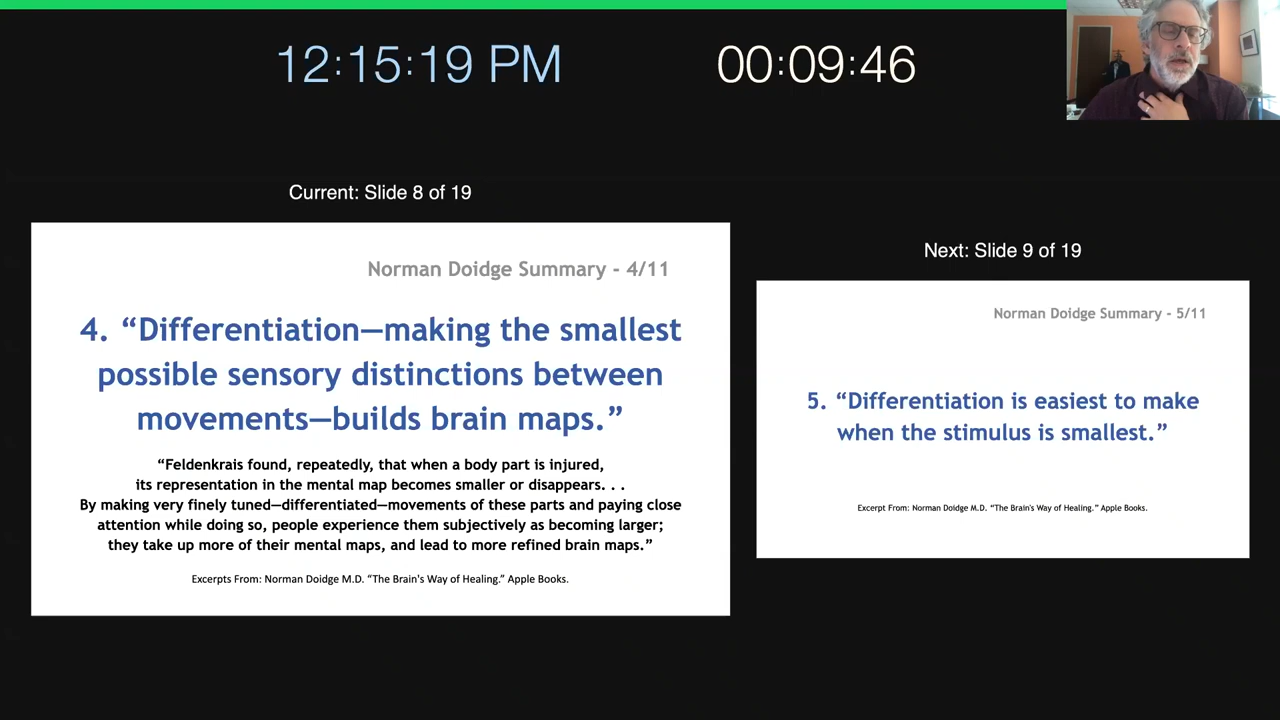 12:15:19 PM
00:09:46
Current: Slide 8 of 19
Norman Doidge Summary - 4/11
4. “Differentiation—making the smallest
possible sensory distinctions between
movements—builds brain maps.”
“Feldenkrais found, repeatedly, that when a body part is injured,
its representation in the mental map becomes smaller or disappears. . .
By making very finely tuned—differentiated—movements of these parts and paying close
attention while doing so, people experience them subjectively as becoming larger;
they take up more of their mental maps, and lead to more refined brain maps.”
Excerpts From: Norman Doidge M.D. “The Brain's Way of Healing.” Apple Books.
Next: Slide 9 of 19
Norman Doidge Summary - 5/11
5. “Differentiation is easiest to make
when the stimulus is smallest.”
Excerpt From: Norman Doidge M.D. “The Brain's Way of Healing.” Apple Books.